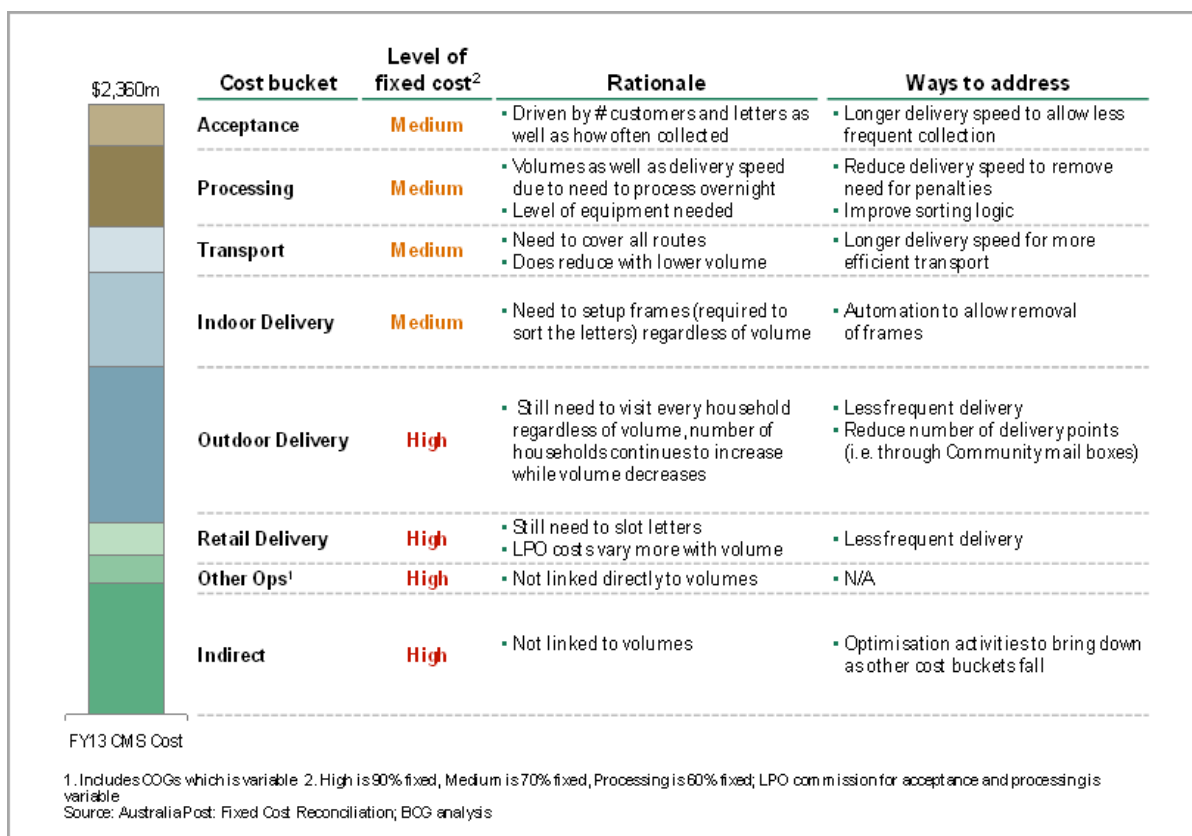 $2,360m
Cost bucket
Level of
fixed cost2
Rationale
Ways to address
Acceptance
Medium
▪ Driven by # customers and letters as
well as how often collected
▪ Longer delivery speed to allow less
frequent collection
Processing
Medium
▪ Volumes as well as delivery speed
due to need to process overnight
▪ Level of equipment needed
▪ Reduce delivery speed to remove
need for penalties
▪ Improve sorting logic
Transport
Medium
▪ Need to cover all routes
▪ Does reduce with lower volume
▪ Longer delivery speed for more
efficient transport
Indoor Delivery
Medium
▪ Need to setup frames (required to
sort the letters) regardless of volume
▪ Automation to allow removal
of frames
Outdoor Delivery
High
▪ Still need to visit every household
regardless of volume, number of
households continues to increase
while volume decreases
▪ Less frequent delivery
▪ Reduce number of delivery points
(i.e. through Community mail boxes)
Retail Delivery
High
▪ Still need to slot letters
▪ LPO costs vary more with volume
▪ Less frequent delivery
Other Ops1
High
▪ Not linked directly to volumes
▪ N/A
Indirect
High
▪ Not linked to volumes
▪ Optimisation activities to bring down
as other cost buckets fall
FY13 CMS Cost
1. Includes COGs which is variable 2. High is 90% fixed, Medium is 70% fixed, Processing is 60% fixed; LPO commission for acceptance and processing is
variable
Source: Australia Post: Fixed Cost Reconciliation; BCG analysis